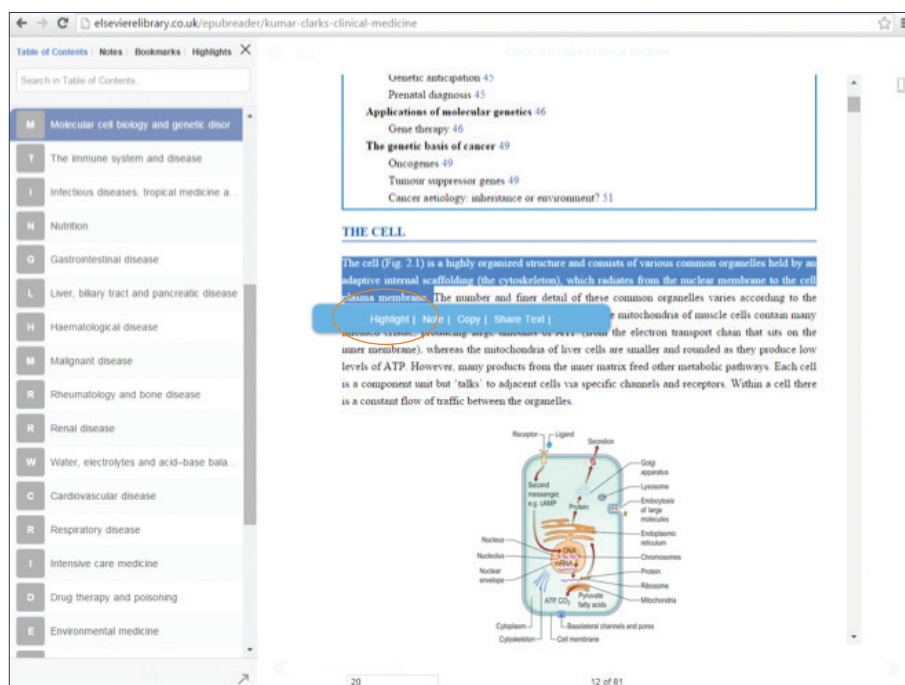 elsevierelibrary.co.uk/epubreader/kumar-clarks-clinical-medicine
Table of Contents | Notes | Bookmarks | Highlights X
Search in Table of Contents..
M Molecular cell biology and genetic disor
T The immune system and disease
I Infectious diseases, tropical medicine a...
N Nutrition
G Gastrointestinal disease
L Liver, biliary tract and pancreatic disease
H Haematological disease
M Malignant disease
R Rheumatology and bone disease
R Renal disease
W Water, electrolytes and acid–base bala...
C Cardiovascular disease
R Respiratory disease
I Intensive care medicine
D Drug therapy and poisoning
E Environmental medicine
Genetic anticipation 45
Prenatal diagnosis 45
Applications of molecular genetics 46
Gene therapy 46
The genetic basis of cancer 49
Oncogenes 49
Tumour suppressor genes 49
Cancer aetiology: inheritance or environment? 51
THE CELL
The cell (Fig. 2.1) is a highly organized structure and consists of various common organelles held by an
adaptive internal scaffolding (the cytoskeleton), which radiates from the nuclear membrane to the cell
plasma membrane. The number and finer detail of these common organelles varies according to the
Highlight | Note | Copy | Share Text |
mitochondria of muscle cells contain many
(from the electron transport chain that sits on the
inner membrane), whereas the mitochondria of liver cells are smaller and rounded as they produce low
levels of ATP. However, many products from the inner matrix feed other metabolic pathways. Each cell
is a component unit but ‘talks’ to adjacent cells via specific channels and receptors. Within a cell there
is a constant flow of traffic between the organelles.
Receptor
Ligand
Secretion
Golgi
apparatus
Lysosome
Endocytosis
of large
molecules
Second
messenger,
e.g. cAMP
Protein
Endoplasmic
reticulum
Nucleus
Nucleolus
Nuclear
envelope
DNA
mRNA
Chromosomes
Protein
Ribosome
Mitochondria
ATP, CO2
Pyruvate
fatty acids
Cytoplasm
Cytoskeleton
Cell membrane
Basolateral channels and pores
20
12 of 81